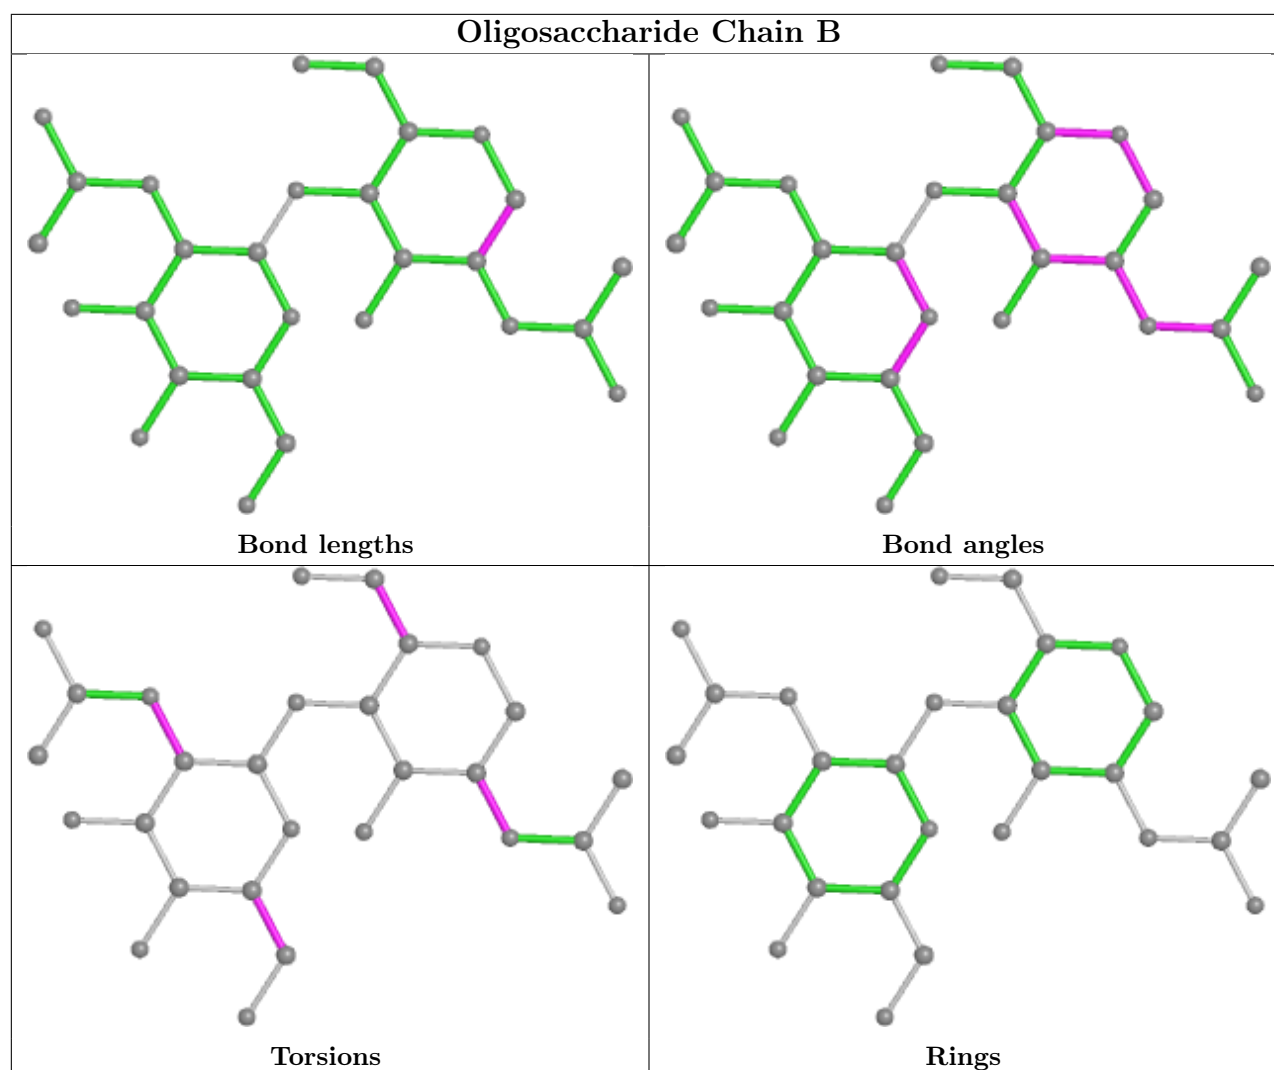 Oligosaccharide Chain B
Bond lengths
Bond angles
Torsions
Rings